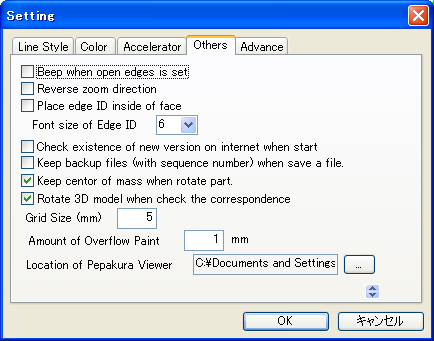 Setting
Line Style Color Accelerator Others Advance
Beep when open edges is set
Reverse zoom direction
Place edge ID inside of face
Font size of Edge ID 6
Check existence of new version on internet when start
Keep backup files (with sequence number) when save a file.
Keep centor of mass when rotate part.
Rotate 3D model when check the correspondence
Grid Size (mm) 5
Amount of Overflow Paint 1 mm
Location of Pepakura Viewer C:¥Documents and Settings ...
OK キャンセル